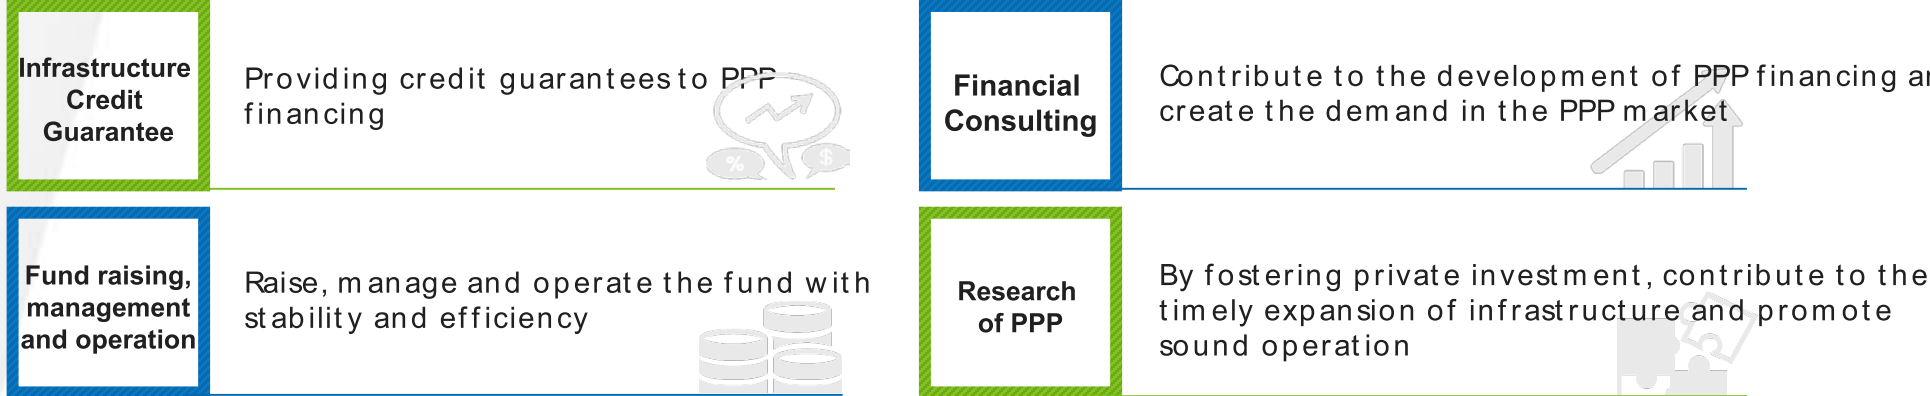 Infrastructure
Credit
Guarantee
Providing credit guarantees to PPP
financing
%
$
Financial
Consulting
Contribute to the development of PPP financing
create the demand in the PPP market
Fund raising,
management
and operation
Raise, manage and operate the fund with
stability and efficiency
Research
of PPP
By fostering private investment, contribute to the
timely expansion of infrastructure and promote
sound operation